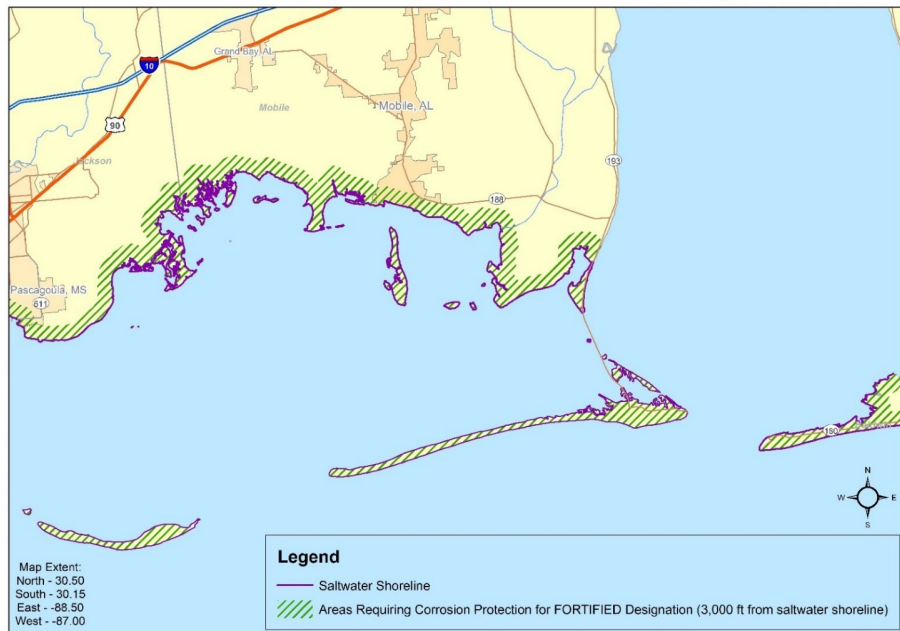 Grand Bay, AL
10
Mobile
Mobile, AL
90
Jackson
193
188
Pascagoula, MS
611
180
N
W E
S
Map Extent:
North - 30.50
South - 30.15
East - -88.50
West - -87.00
Legend
Saltwater Shoreline
Areas Requiring Corrosion Protection for FORTIFIED Designation (3,000 ft from saltwater shoreline)